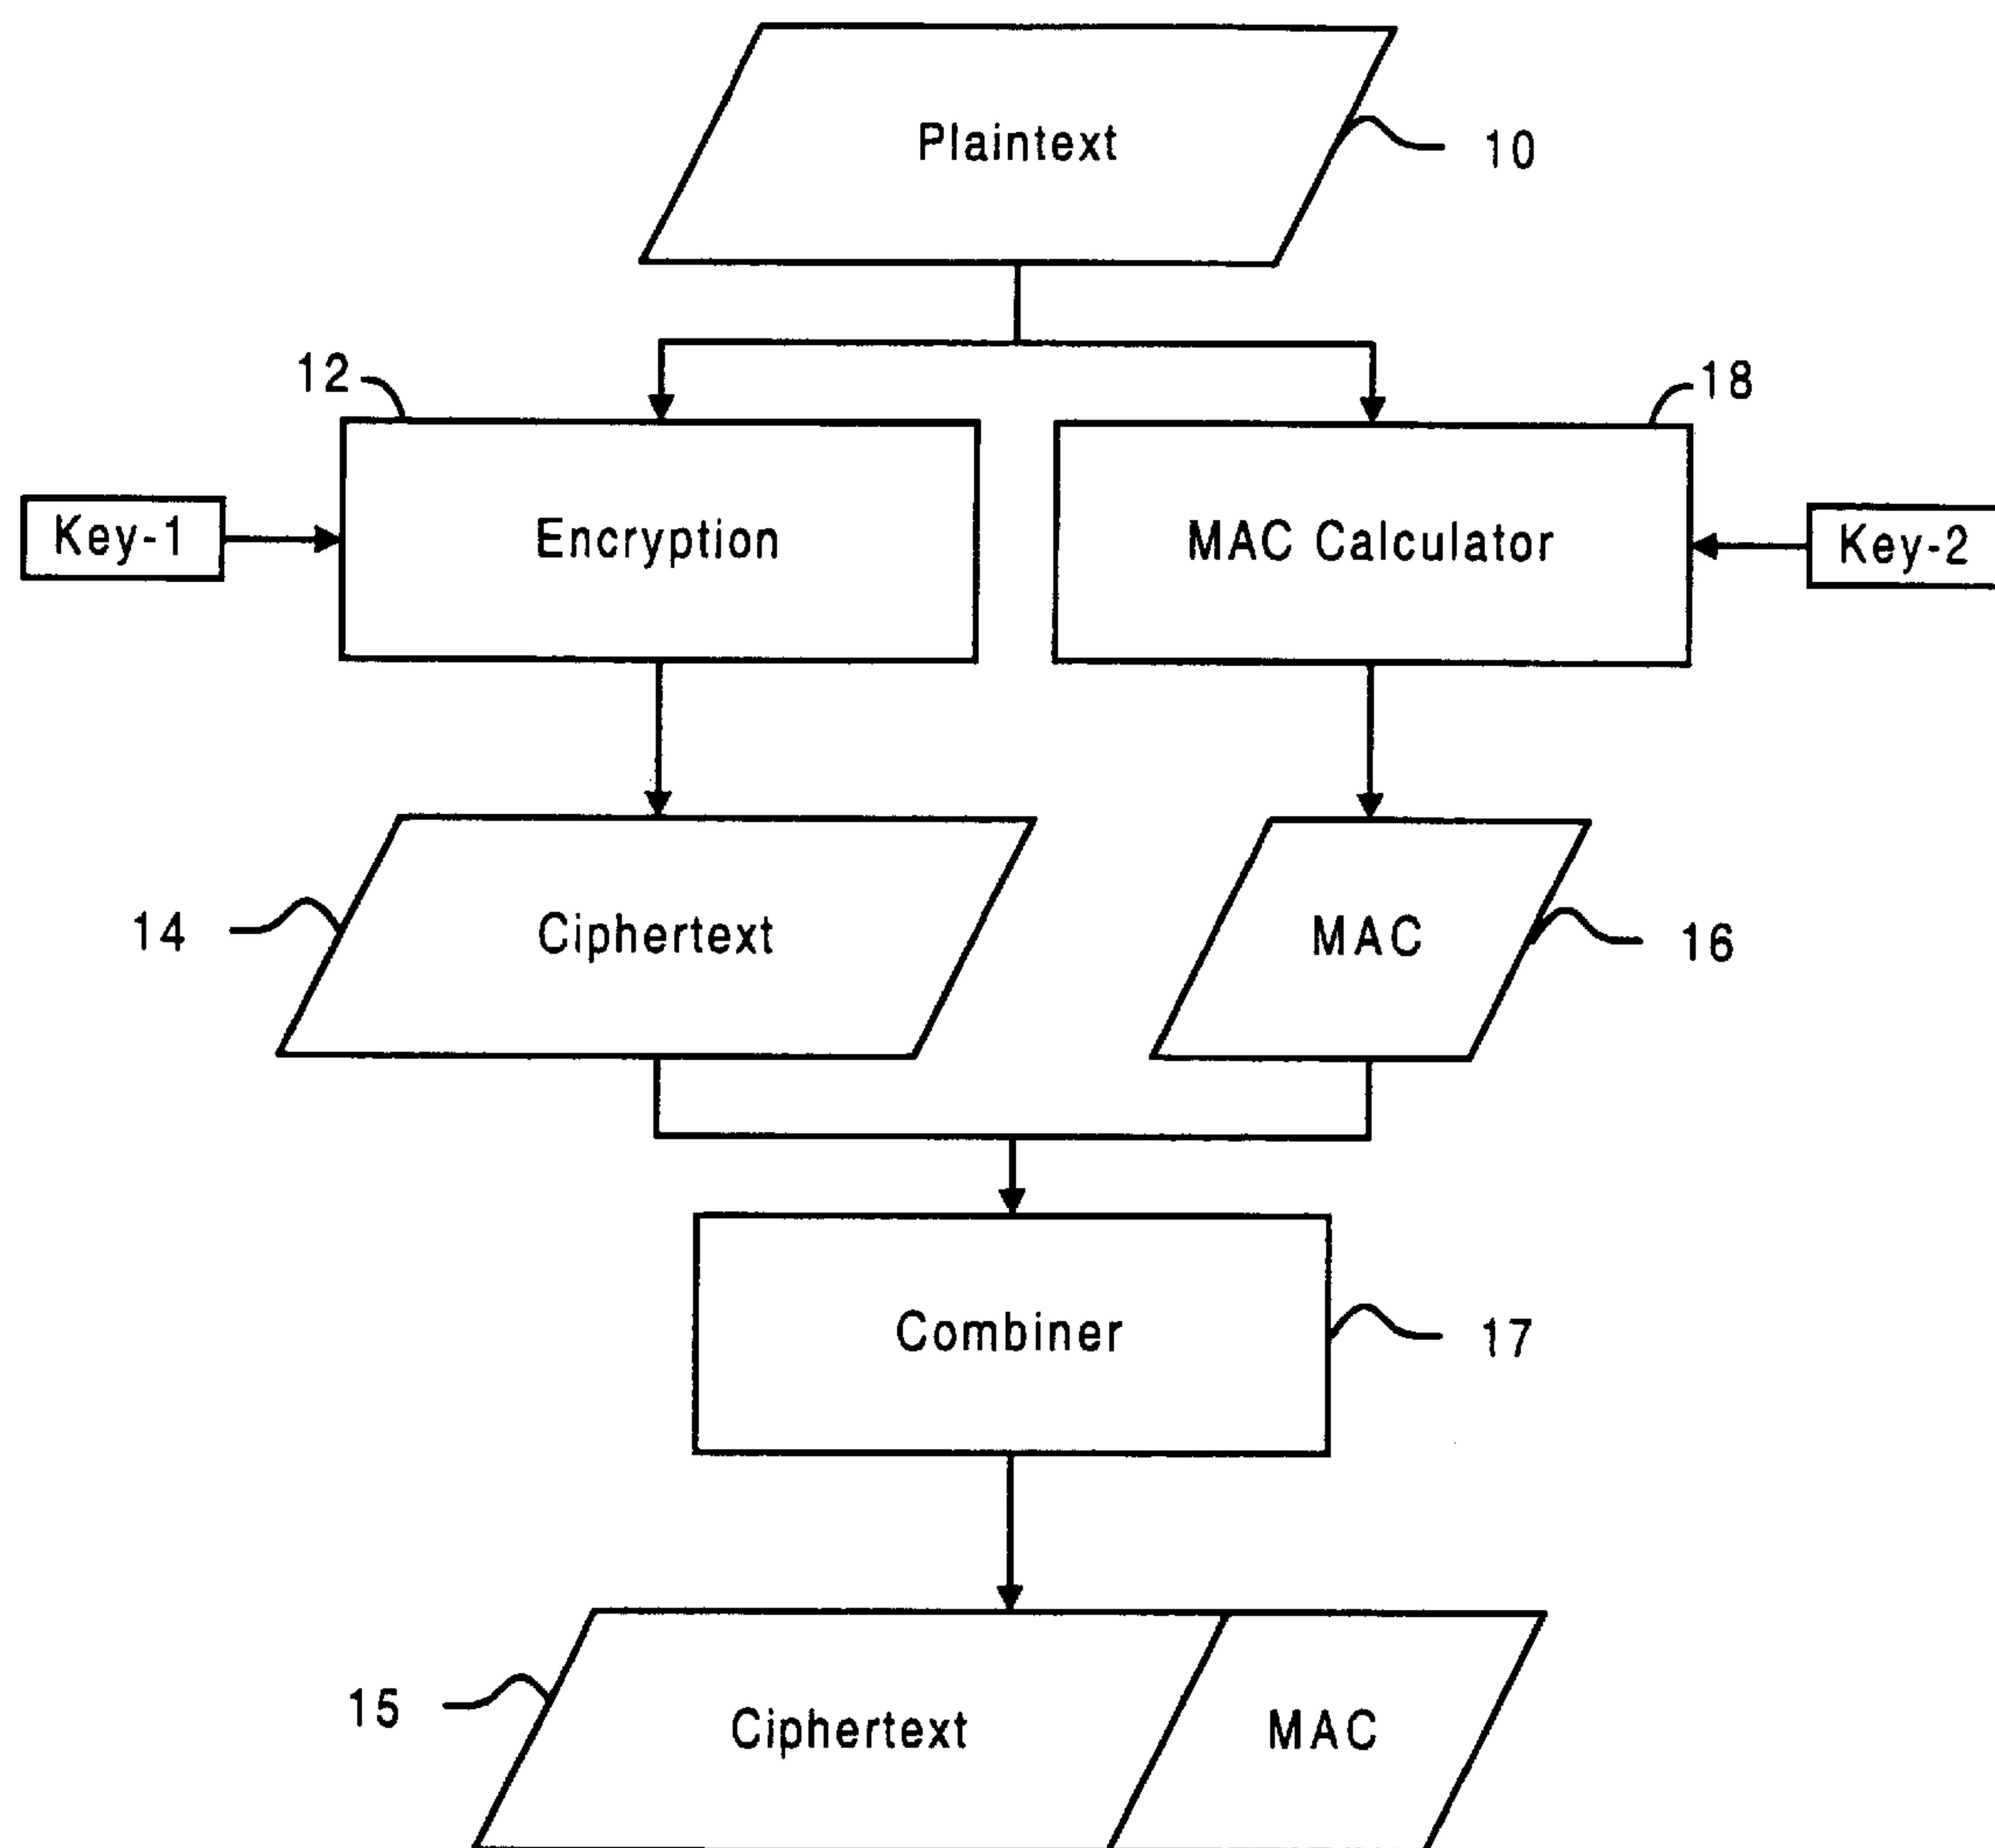 Plaintext
10
12
18
Key-1
Encryption
MAC Calculator
Key-2
14
Ciphertext
MAC
16
Combiner
17
15
Ciphertext
MAC